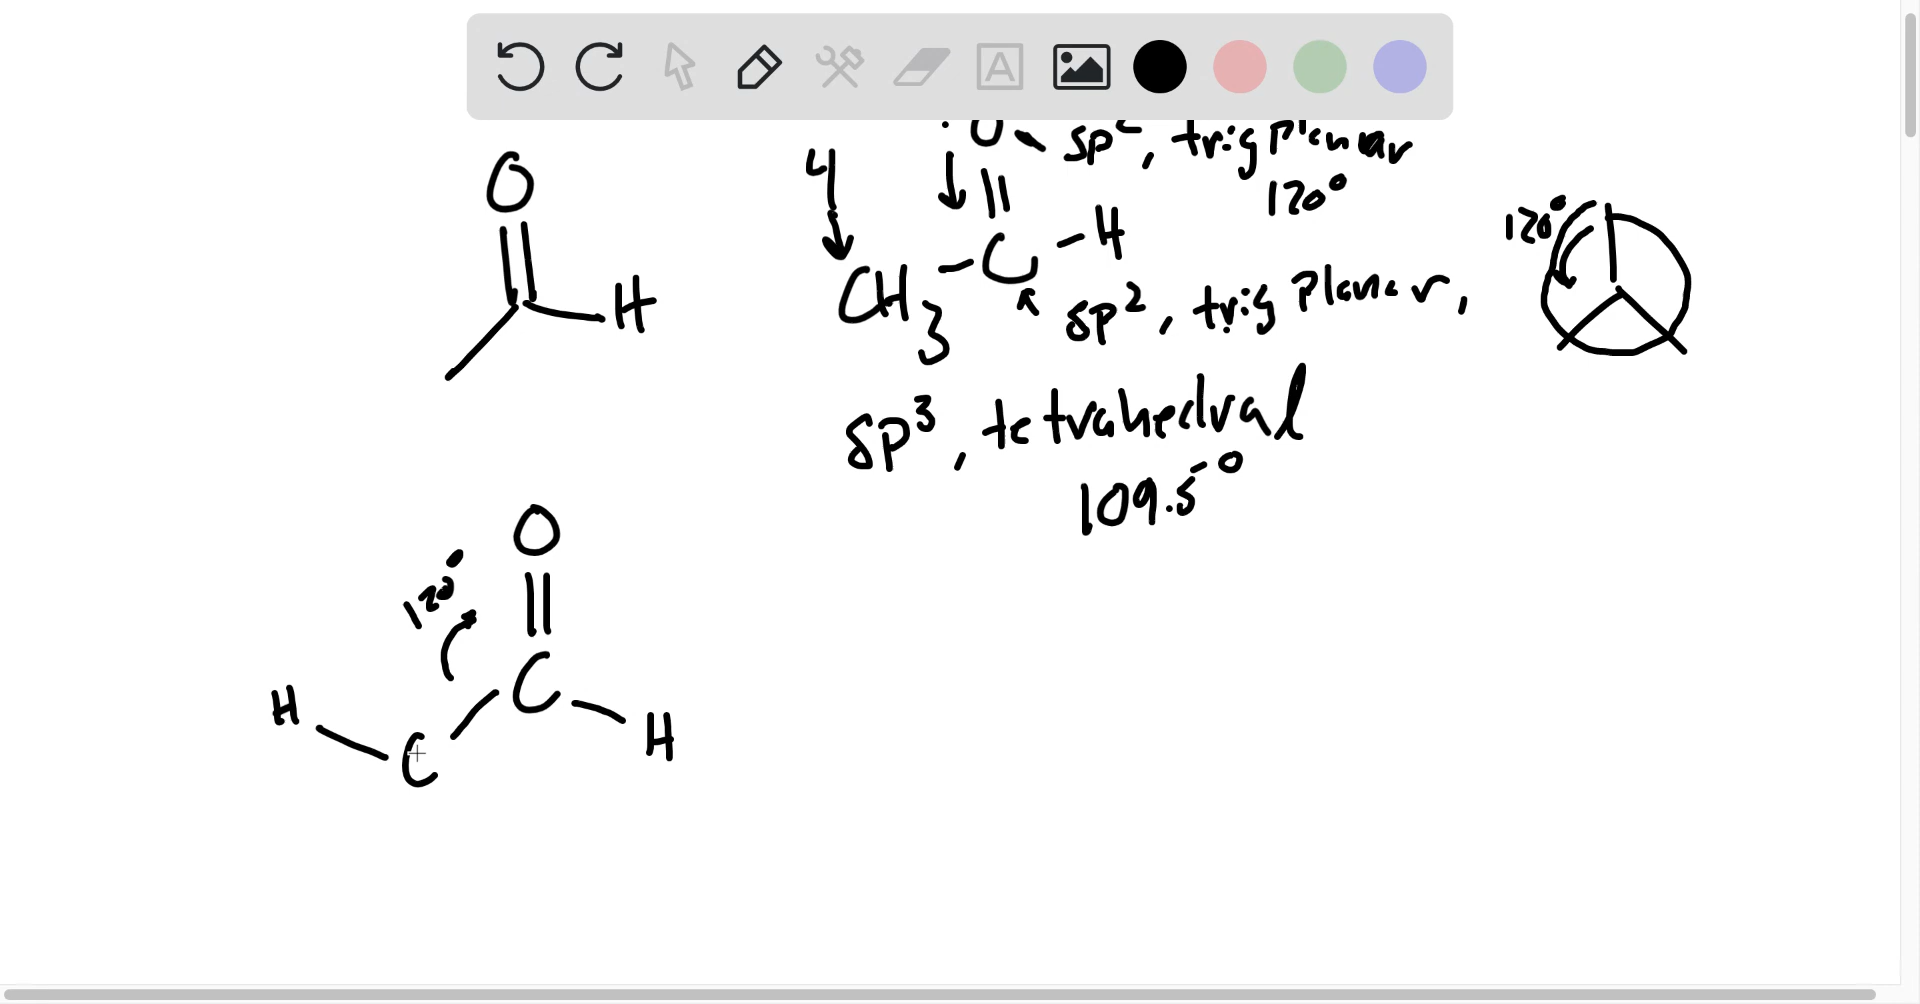 O
H
4
O sp², trig planar
120°
CH₃-C-H
sp², trig planar,
120°
sp³, tetrahedral
109.5°
O
120°
C
H
C
H
A